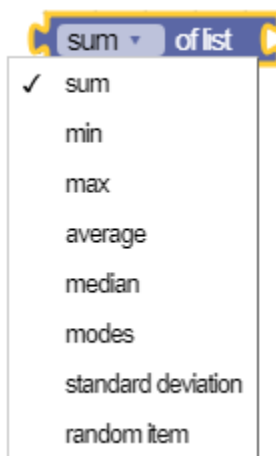 sum of list
sum
min
max
average
median
modes
standard deviation
random item